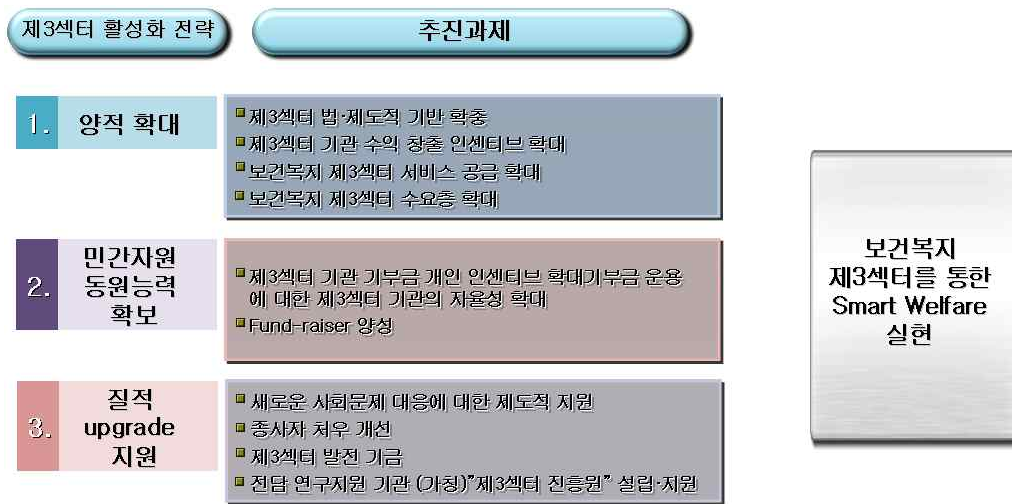 제3섹터 활성화 전략
추진과제
1.
양적 확대
제3섹터 법·제도적 기반 확충
제3섹터 기관 수익 창출 인센티브 확대
보건복지 제3섹터 서비스 공급 확대
보건복지 제3섹터 수요층 확대
2.
민간자원
동원능력
확보
제3섹터 기관 기부금 개인 인센티브 확대기부금 운용
에 대한 제3섹터 기관의 자율성 확대
Fund-raiser 양성
3.
질적
upgrade
지원
새로운 사회문제 대응에 대한 제도적 지원
종사자 처우 개선
제3섹터 발전 기금
전담 연구지원 기관 (가칭)"제3섹터 진흥원" 설립·지원
보건복지
제3섹터를 통한
Smart Welfare
실현